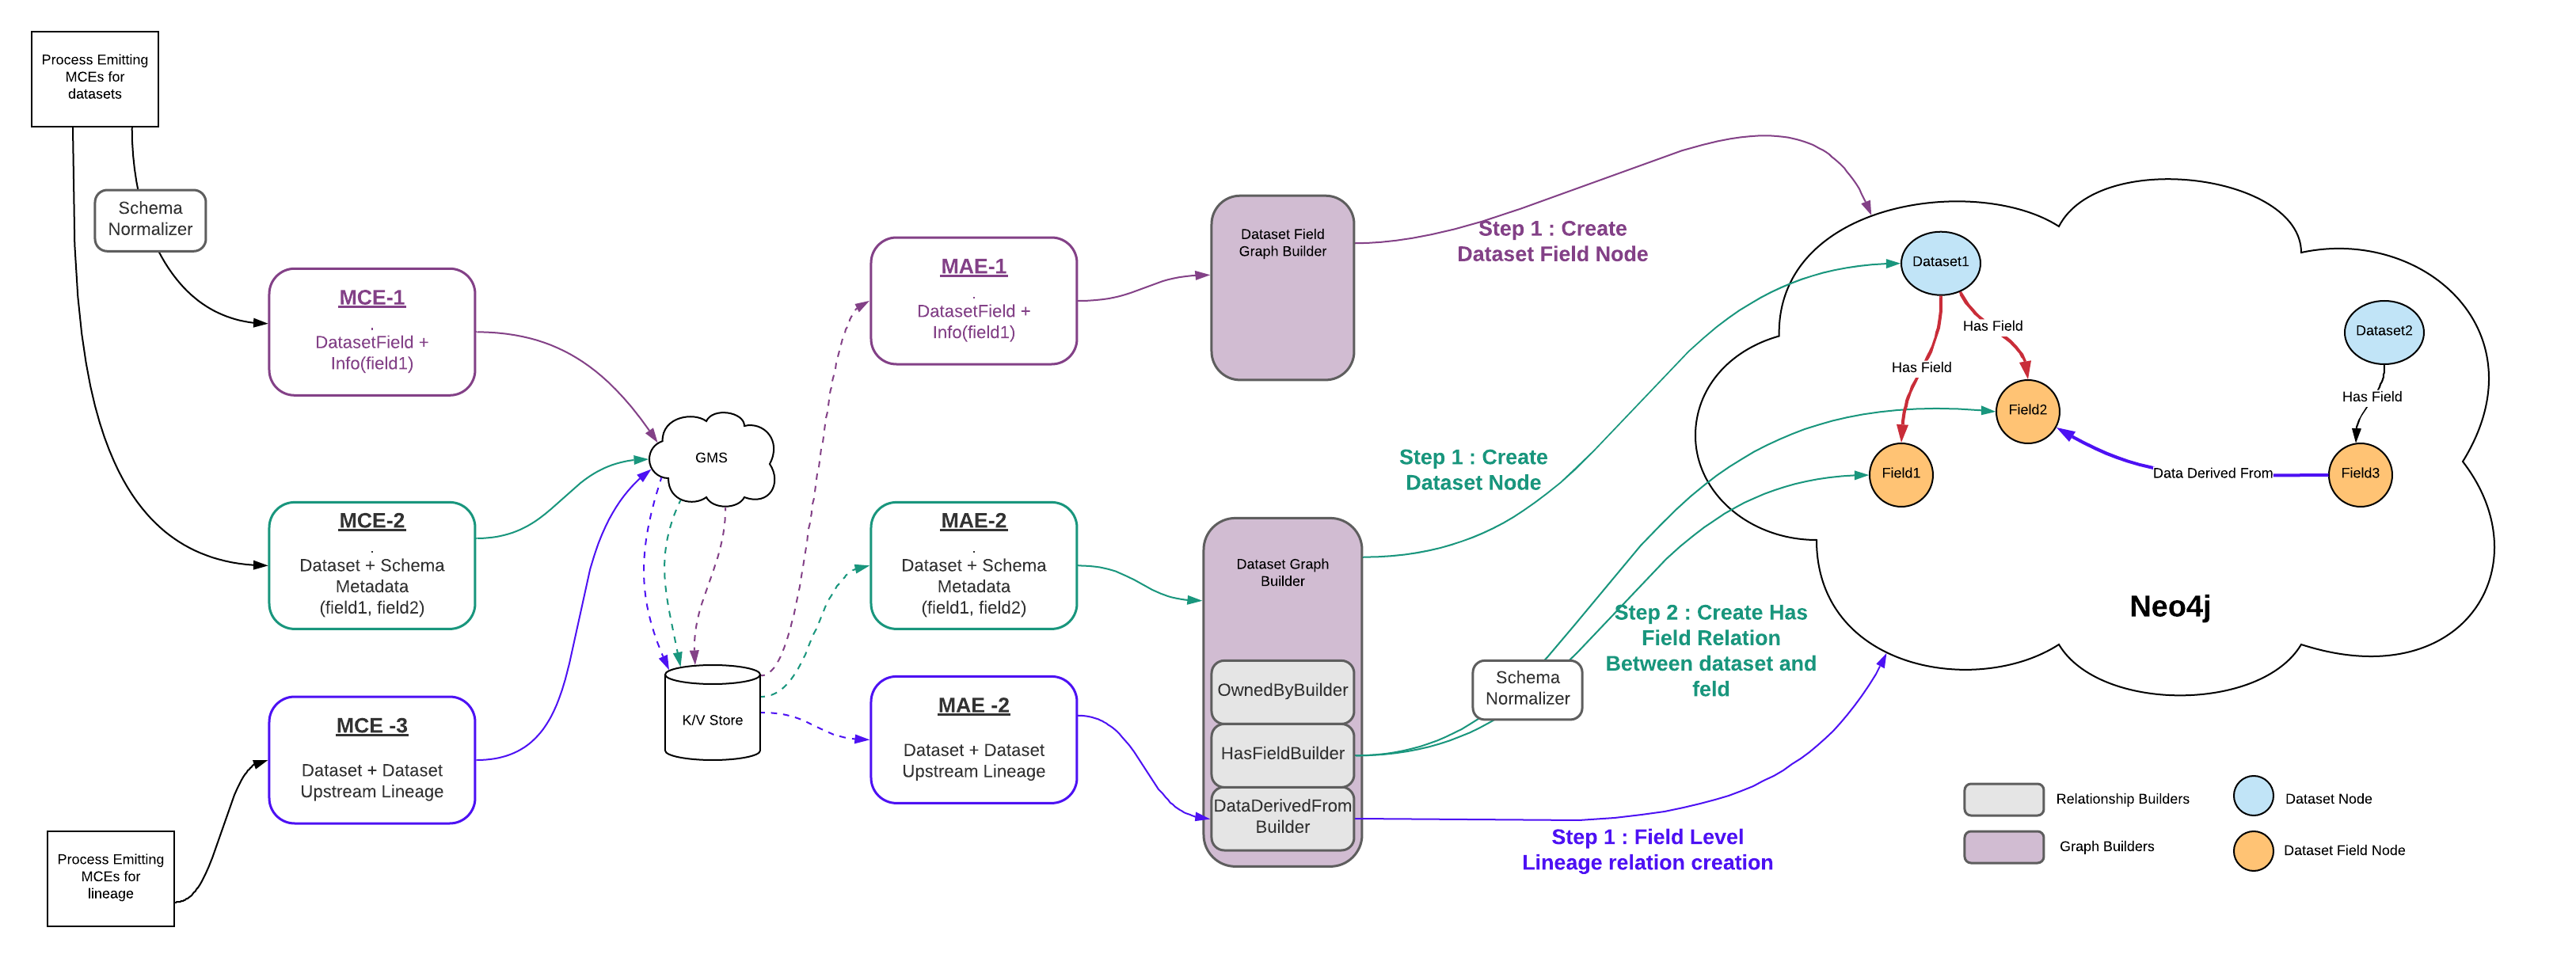 Process Emitting
MCEs for
datasets
Schema
Normalizer
MCE-1
.
DatasetField +
Info(field1)
MCE-2
.
Dataset + Schema
Metadata
(field1, field2)
MCE -3
Dataset + Dataset
Upstream Lineage
Process Emitting
MCEs for
lineage
GMS
K/V Store
MAE-1
.
DatasetField +
Info(field1)
MAE-2
.
Dataset + Schema
Metadata
(field1, field2)
MAE -2
Dataset + Dataset
Upstream Lineage
Dataset Field
Graph Builder
Dataset Graph
Builder
OwnedByBuilder
HasFieldBuilder
DataDerivedFrom
Builder
Step 1 : Create
Dataset Field Node
Step 1 : Create
Dataset Node
Schema
Normalizer
Step 2 : Create Has
Field Relation
Between dataset and
feld
Step 1 : Field Level
Lineage relation creation
Dataset1
Has Field
Has Field
Field2
Field1
Dataset2
Has Field
Data Derived From
Field3
Neo4j
Relationship Builders
Dataset Node
Graph Builders
Dataset Field Node